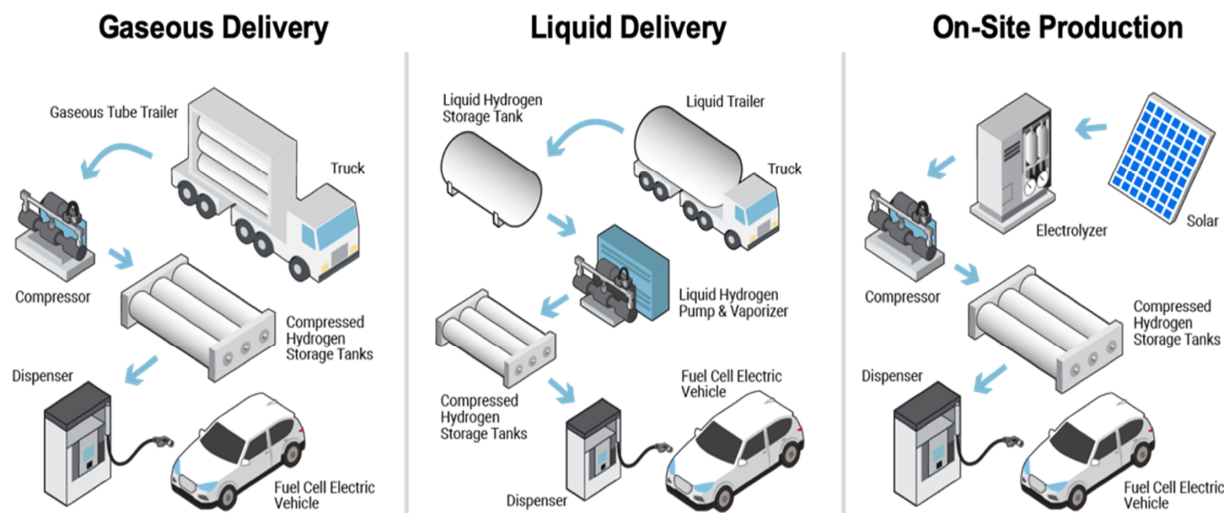 Gaseous Delivery
Gaseous Tube Trailer
Truck
Compressor
Compressed
Hydrogen
Storage Tanks
Dispenser
Fuel Cell Electric
Vehicle
Liquid Delivery
Liquid Hydrogen
Storage Tank
Liquid Trailer
Truck
Liquid Hydrogen
Pump & Vaporizer
Compressed
Hydrogen
Storage Tanks
Fuel Cell Electric
Vehicle
Dispenser
On-Site Production
Electrolyzer
Solar
Compressor
Compressed
Hydrogen
Storage Tanks
Dispenser
Fuel Cell Electric
Vehicle